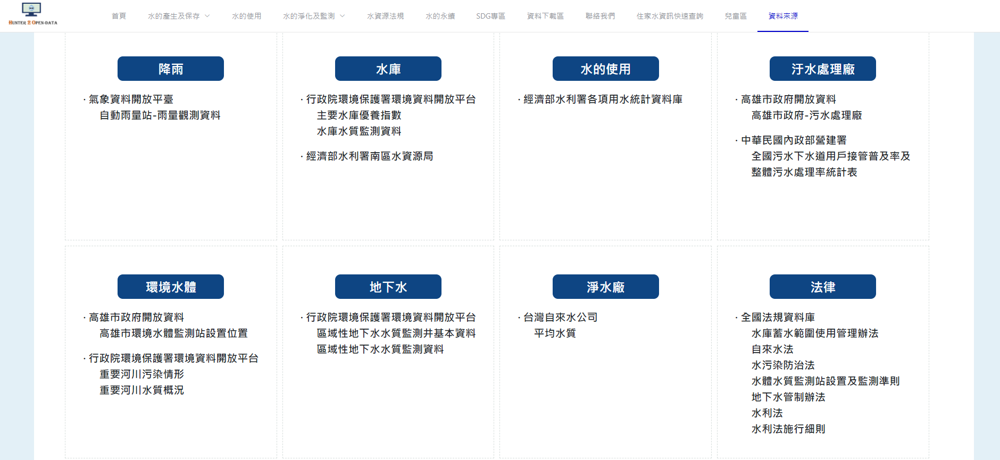 HUNTER 2 OPEN-DATA
首頁
水的產生及保存
水的使用
水的淨化及監測
水資源法規
水的永續
SDG專區
資料下載區
聯絡我們
住家水資訊快速查詢
兒童區
資料來源
降雨
· 氣象資料開放平臺
自動雨量站-雨量觀測資料
水庫
· 行政院環境保護署環境資料開放平台
主要水庫優養指數
水庫水質監測資料
· 經濟部水利署南區水資源局
水的使用
· 經濟部水利署各項用水統計資料庫
汙水處理廠
· 高雄市政府開放資料
高雄市政府-污水處理廠
· 中華民國內政部營建署
全國污水下水道用戶接管普及率及
整體污水處理率統計表
環境水體
· 高雄市政府開放資料
高雄市環境水體監測站設置位置
· 行政院環境保護署環境資料開放平台
重要河川污染情形
重要河川水質概況
地下水
· 行政院環境保護署環境資料開放平台
區域性地下水水質監測井基本資料
區域性地下水水質監測資料
淨水廠
· 台灣自來水公司
平均水質
法律
· 全國法規資料庫
水庫蓄水範圍使用管理辦法
自來水法
水污染防治法
水體水質監測站設置及監測準則
地下水管制辦法
水利法
水利法施行細則